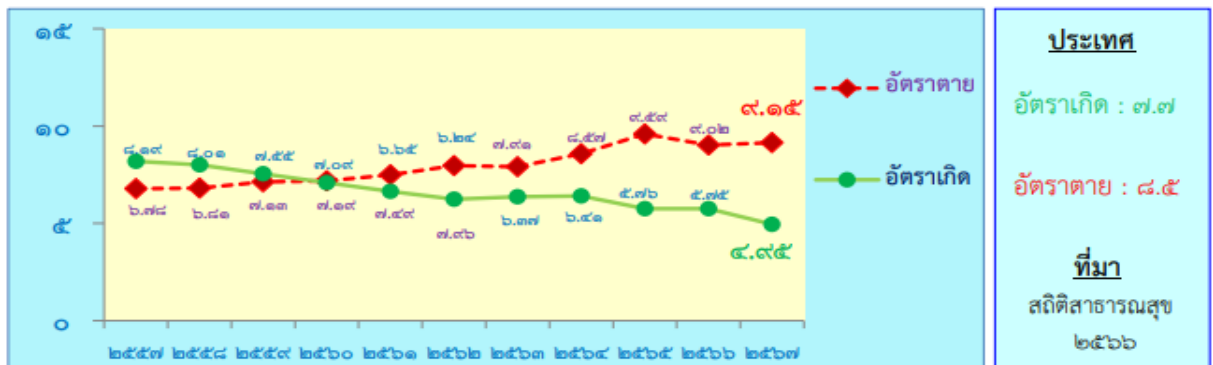 ๑๕
๑๐
๕
๐
๘.๑๙ ๘.๐๑ ๗.๕๕ ๗.๐๙ ๖.๖๕ ๖.๒๔ ๗.๙๑ ๘.๕๗ ๙.๕๙ ๙.๐๒ ๙.๑๕
๖.๗๘ ๖.๘๑ ๗.๑๓ ๗.๑๙ ๗.๔๙ ๗.๙๖ ๖.๓๗ ๖.๔๑ ๕.๗๖ ๕.๗๕ ๔.๙๕
๒๕๕๗ ๒๕๕๘ ๒๕๕๙ ๒๕๖๐ ๒๕๖๑ ๒๕๖๒ ๒๕๖๓ ๒๕๖๔ ๒๕๖๕ ๒๕๖๖ ๒๕๖๗
อัตราตาย
อัตราเกิด
ประเทศ
อัตราเกิด : ๗.๗
อัตราตาย : ๘.๕
ที่มา
สถิติสาธารณสุข
๒๕๖๖